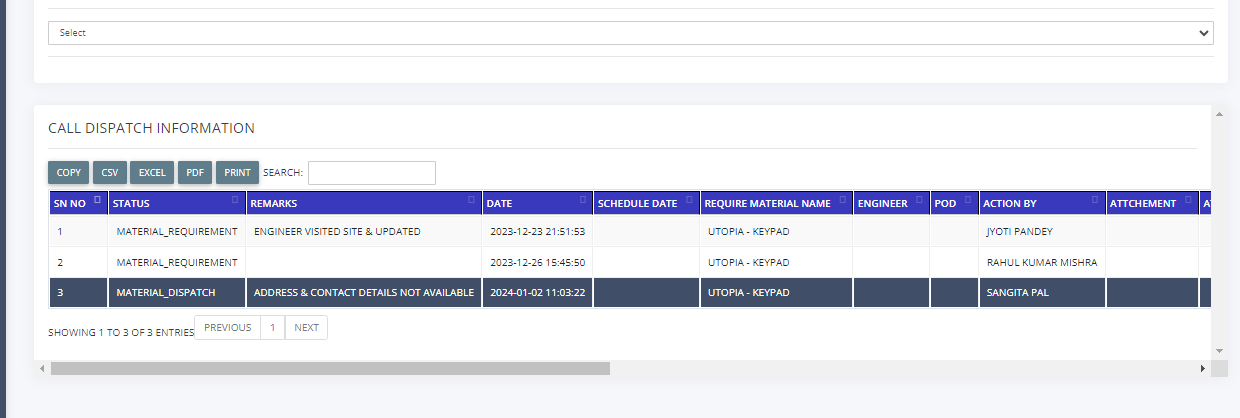 Select
CALL DISPATCH INFORMATION
COPY CSV EXCEL PDF PRINT SEARCH:
SN NO STATUS REMARKS DATE SCHEDULE DATE REQUIRE MATERIAL NAME ENGINEER POD ACTION BY ATTCHEMENT
1 MATERIAL_REQUIREMENT ENGINEER VISITED SITE & UPDATED 2023-12-23 21:51:53 UTOPIA - KEYPAD JYOTI PANDEY
2 MATERIAL_REQUIREMENT 2023-12-26 15:45:50 UTOPIA - KEYPAD RAHUL KUMAR MISHRA
3 MATERIAL_DISPATCH ADDRESS & CONTACT DETAILS NOT AVAILABLE 2024-01-02 11:03:22 UTOPIA - KEYPAD SANGITA PAL
SHOWING 1 TO 3 OF 3 ENTRIES PREVIOUS 1 NEXT